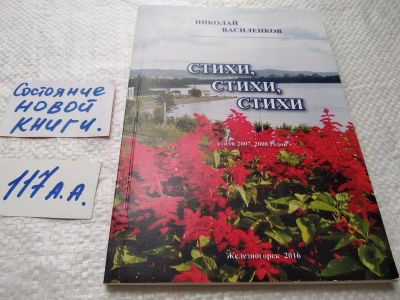 Состояние
НОВОЙ
КНИГИ.
117 А.А.
НИКОЛАЙ
ВАСИЛЕНКОВ
СТИХИ,
СТИХИ,
СТИХИ
стихи 2007, 2008 годов
Железногорск 2016